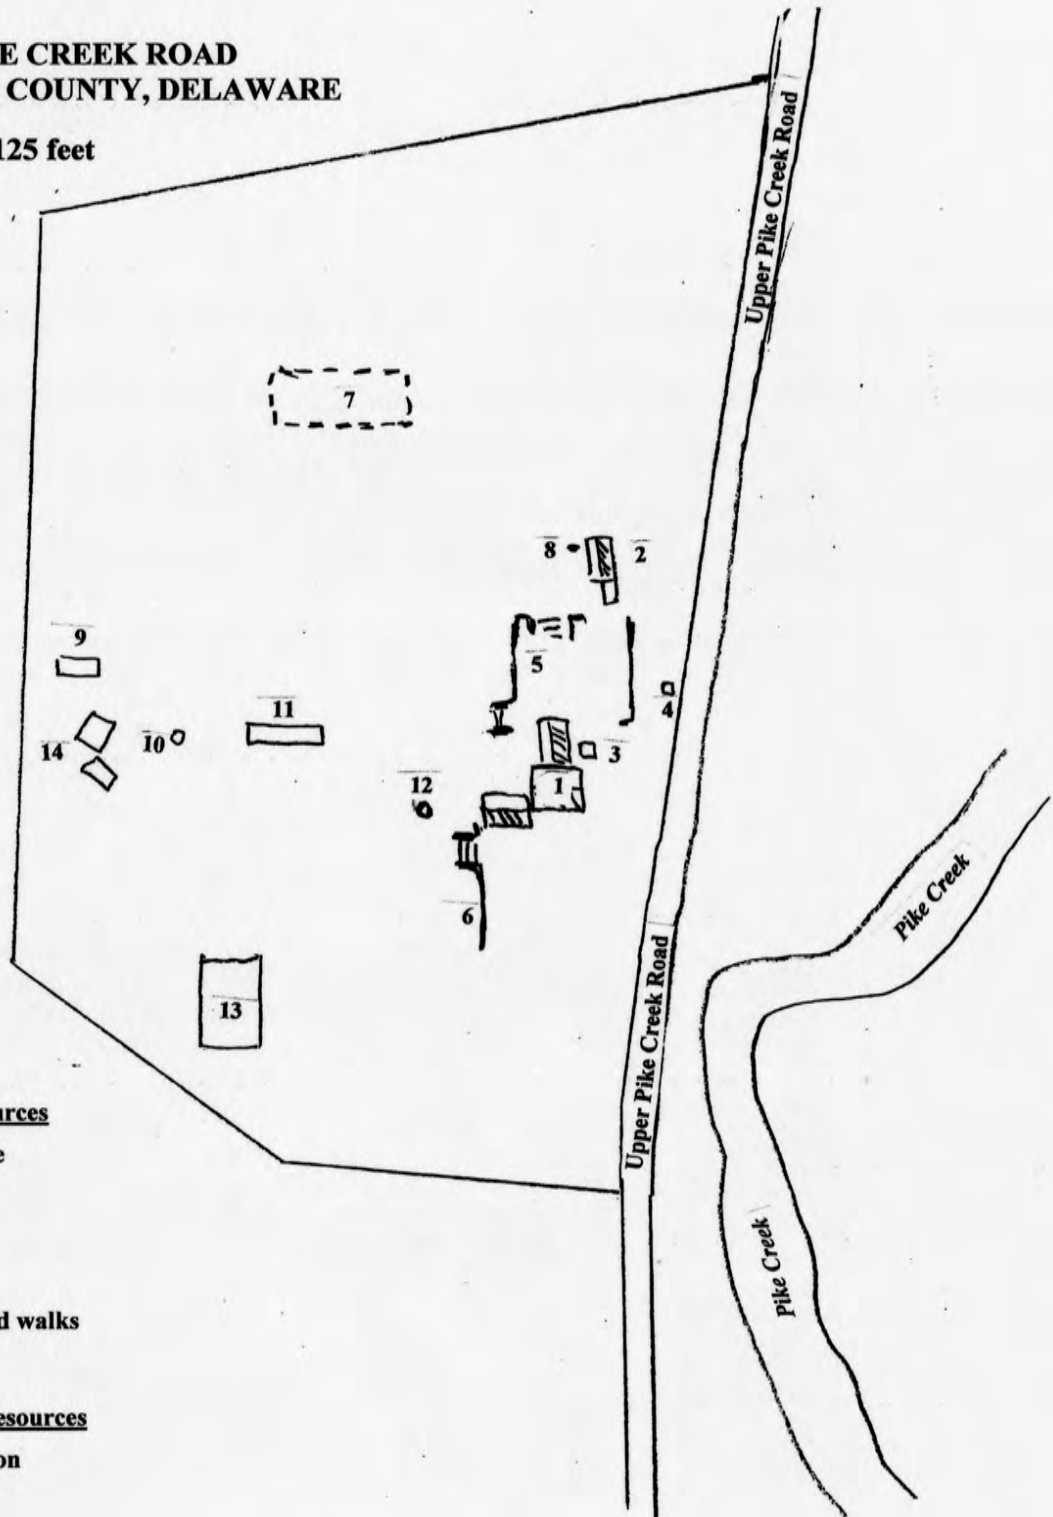 E CREEK ROAD
COUNTY, DELAWARE
125 feet
Upper Pike Creek Road
7
8
2
9
5
4
11
14
10
3
12
1
6
Pike Creek
13
Upper Pike Creek Road
urces
e
Pike Creek
d walks
esources
on